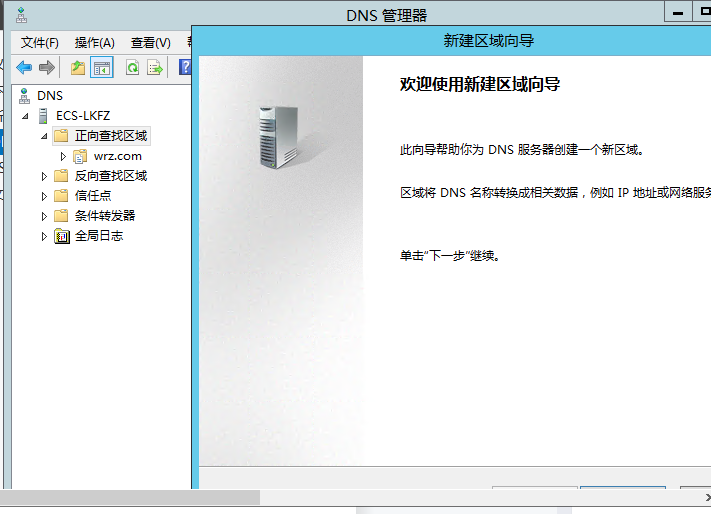 DNS 管理器
文件(F) 操作(A) 查看(V)
新建区域向导
DNS
ECS-LKFZ
正向查找区域
wrz.com
反向查找区域
信任点
条件转发器
全局日志
欢迎使用新建区域向导
此向导帮助你为 DNS 服务器创建一个新区域。
区域将 DNS 名称转换成相关数据，例如 IP 地址或网络服务
单击“下一步”继续。